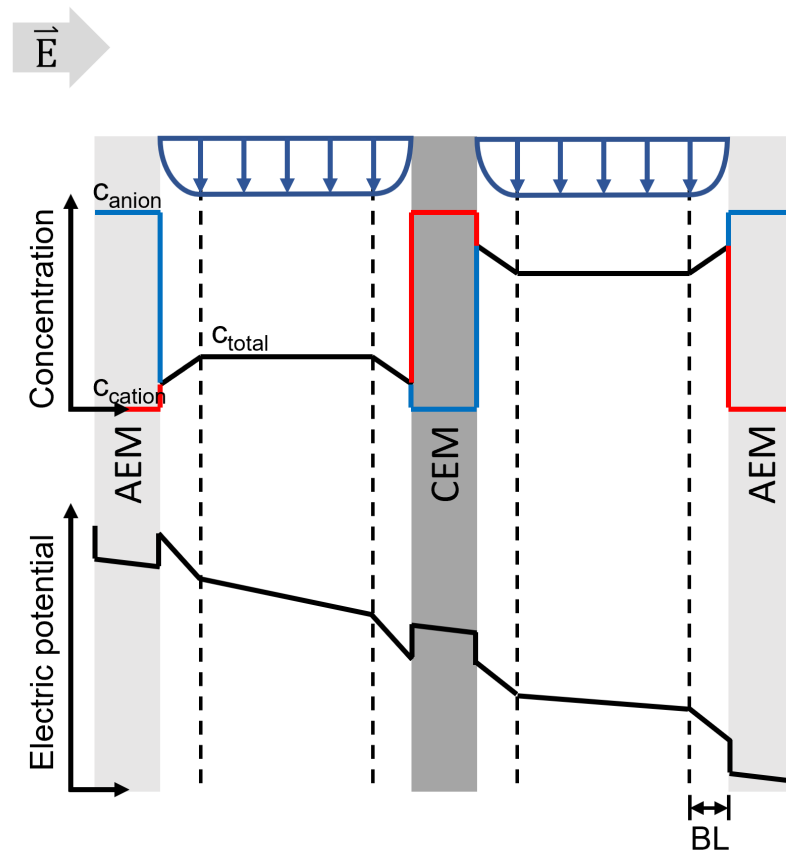 E
Concentration
c_anion
c_total
c_cation
AEM
CEM
AEM
Electric potential
BL